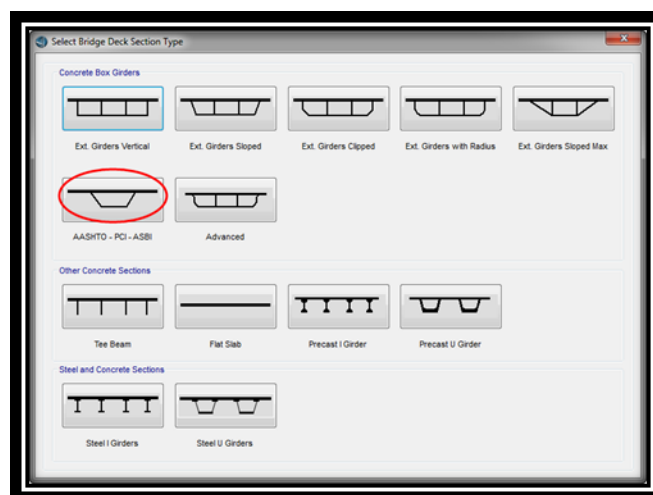 Select Bridge Deck Section Type
Concrete Box Girders
Ext. Girders Vertical
Ext. Girders Sloped
Ext. Girders Clipped
Ext. Girders with Radius
Ext. Girders Sloped Max
AASHTO - PCI - ASBI
Advanced
Other Concrete Sections
Tee Beam
Flat Slab
Precast I Girder
Precast U Girder
Steel and Concrete Sections
Steel I Girders
Steel U Girders